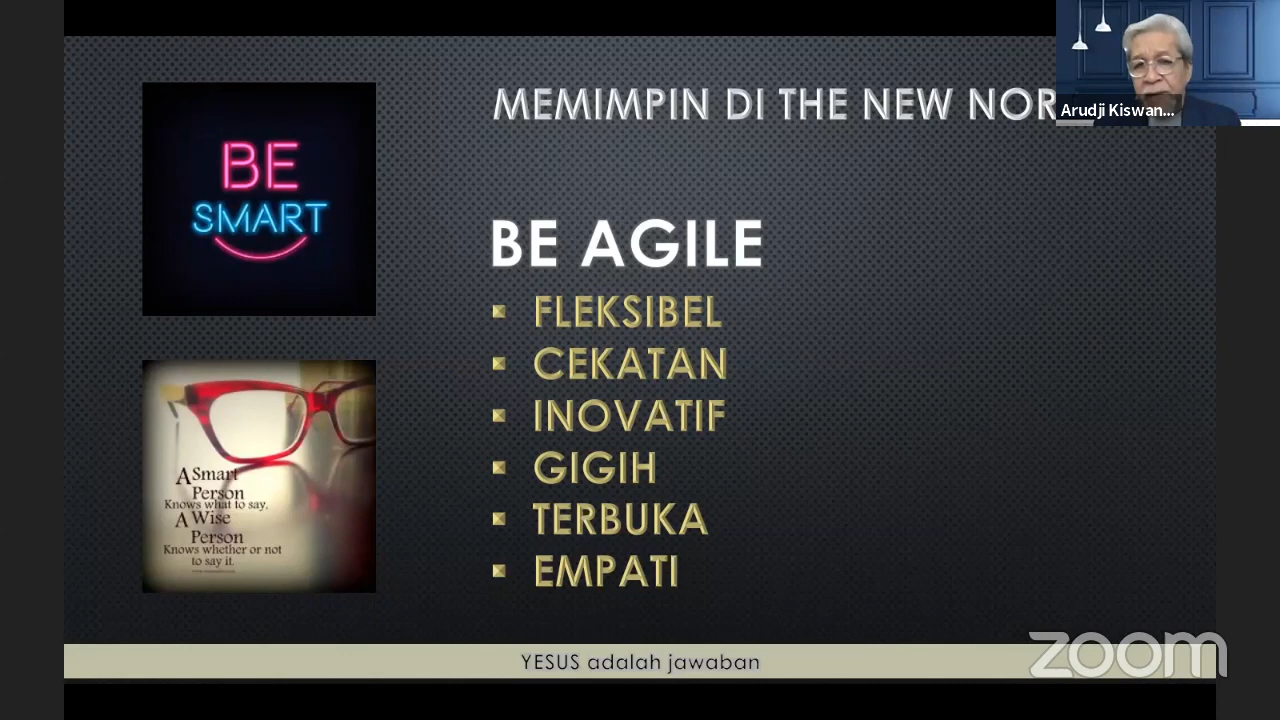 MEMIMPIN DI THE NEW NOR
Arudji Kiswan...
BE
SMART
BE AGILE
FLEKSIBEL
CEKATAN
INOVATIF
GIGIH
TERBUKA
EMPATI
A Smart
Person
Knows what to say,
A Wise
Person
Knows whether or not
to say it.
YESUS adalah jawaban
zoom